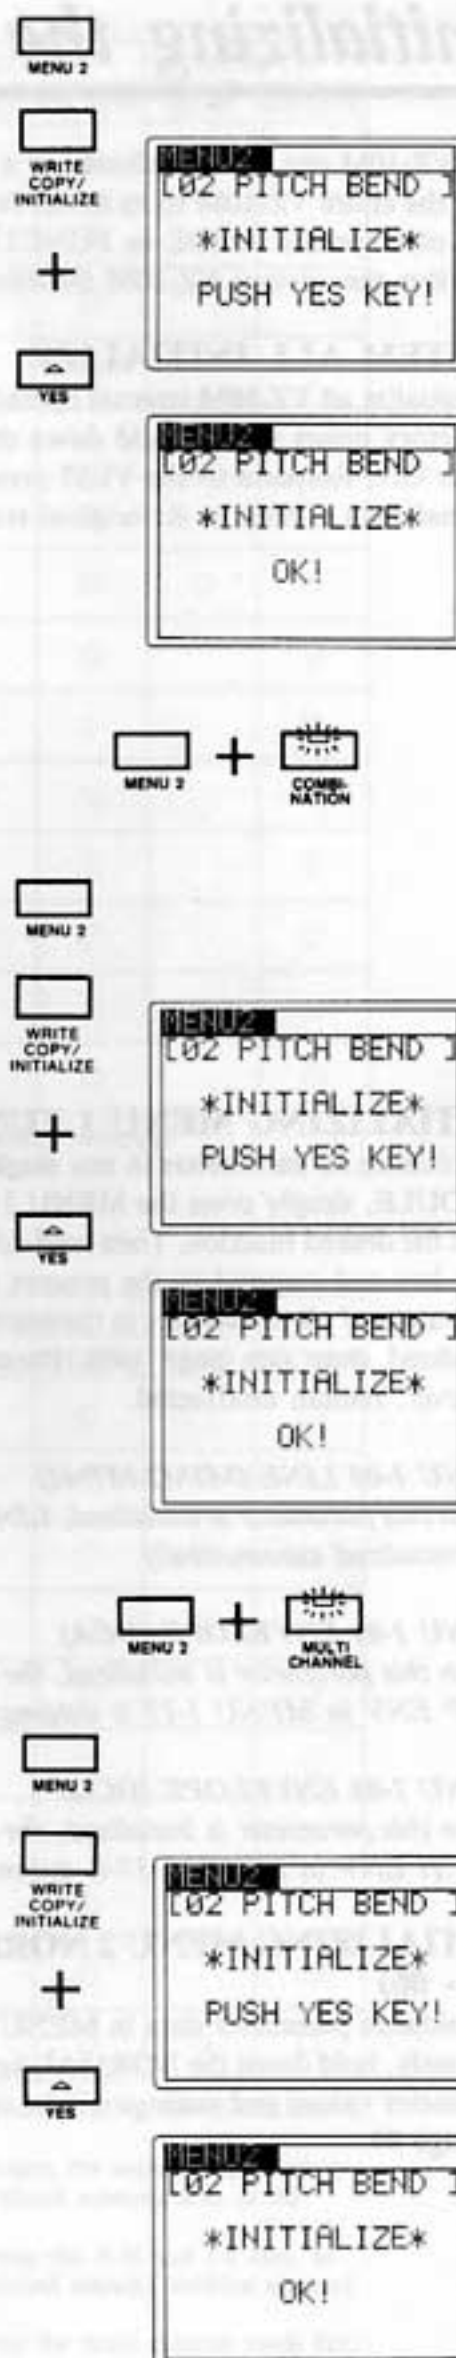 MENU 2
WRITE
COPY/
INITIALIZE
+
YES
MENU2
[02 PITCH BEND ]
*INITIALIZE*
PUSH YES KEY!
MENU2
[02 PITCH BEND ]
*INITIALIZE*
OK!
MENU 2 + COMBI-
NATION
MENU 2
WRITE
COPY/
INITIALIZE
+
YES
MENU2
[02 PITCH BEND ]
*INITIALIZE*
PUSH YES KEY!
MENU2
[02 PITCH BEND ]
*INITIALIZE*
OK!
MENU 2 + MULTI
CHANNEL
MENU 2
WRITE
COPY/
INITIALIZE
+
YES
MENU2
[02 PITCH BEND ]
*INITIALIZE*
PUSH YES KEY!
MENU2
[02 PITCH BEND ]
*INITIALIZE*
OK!